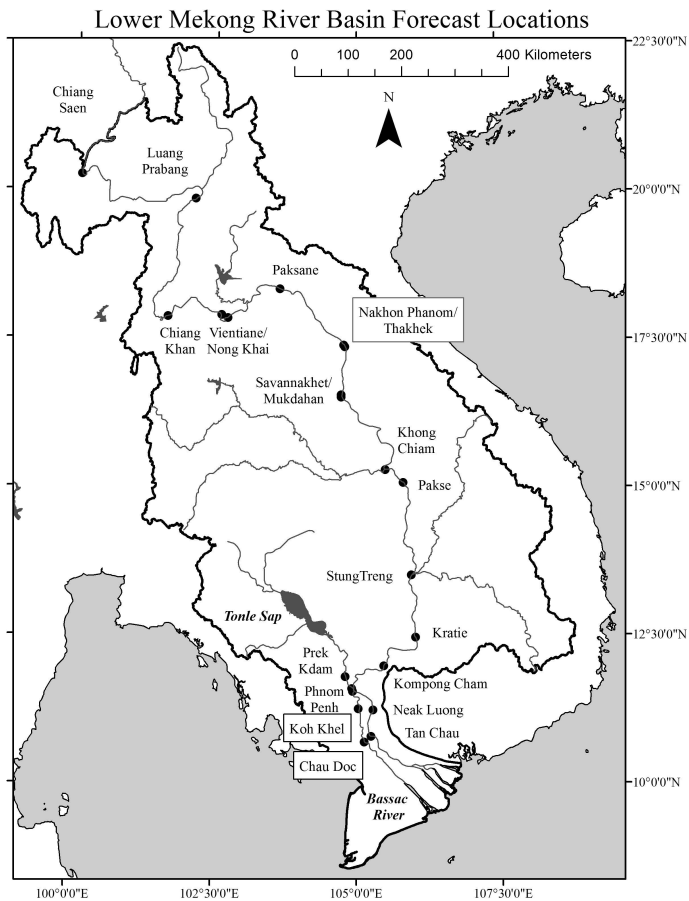 Lower Mekong River Basin Forecast Locations
0 100 200 400 Kilometers
22°30'0"N
N
Chiang
Saen
Luang
Prabang
20°0'0"N
Paksane
Nakhon Phanom/
Thakhek
Chiang
Khan
Vientiane/
Nong Khai
17°30'0"N
Savannakhet/
Mukdahan
Khong
Chiam
Pakse
15°0'0"N
StungTreng
Tonle Sap
Kratie
12°30'0"N
Prek
Kdam
Kompong Cham
Phnom
Penh
Neak Luong
Koh Khel
Tan Chau
Chau Doc
10°0'0"N
Bassac
River
100°0'0"E 102°30'0"E 105°0'0"E 107°30'0"E